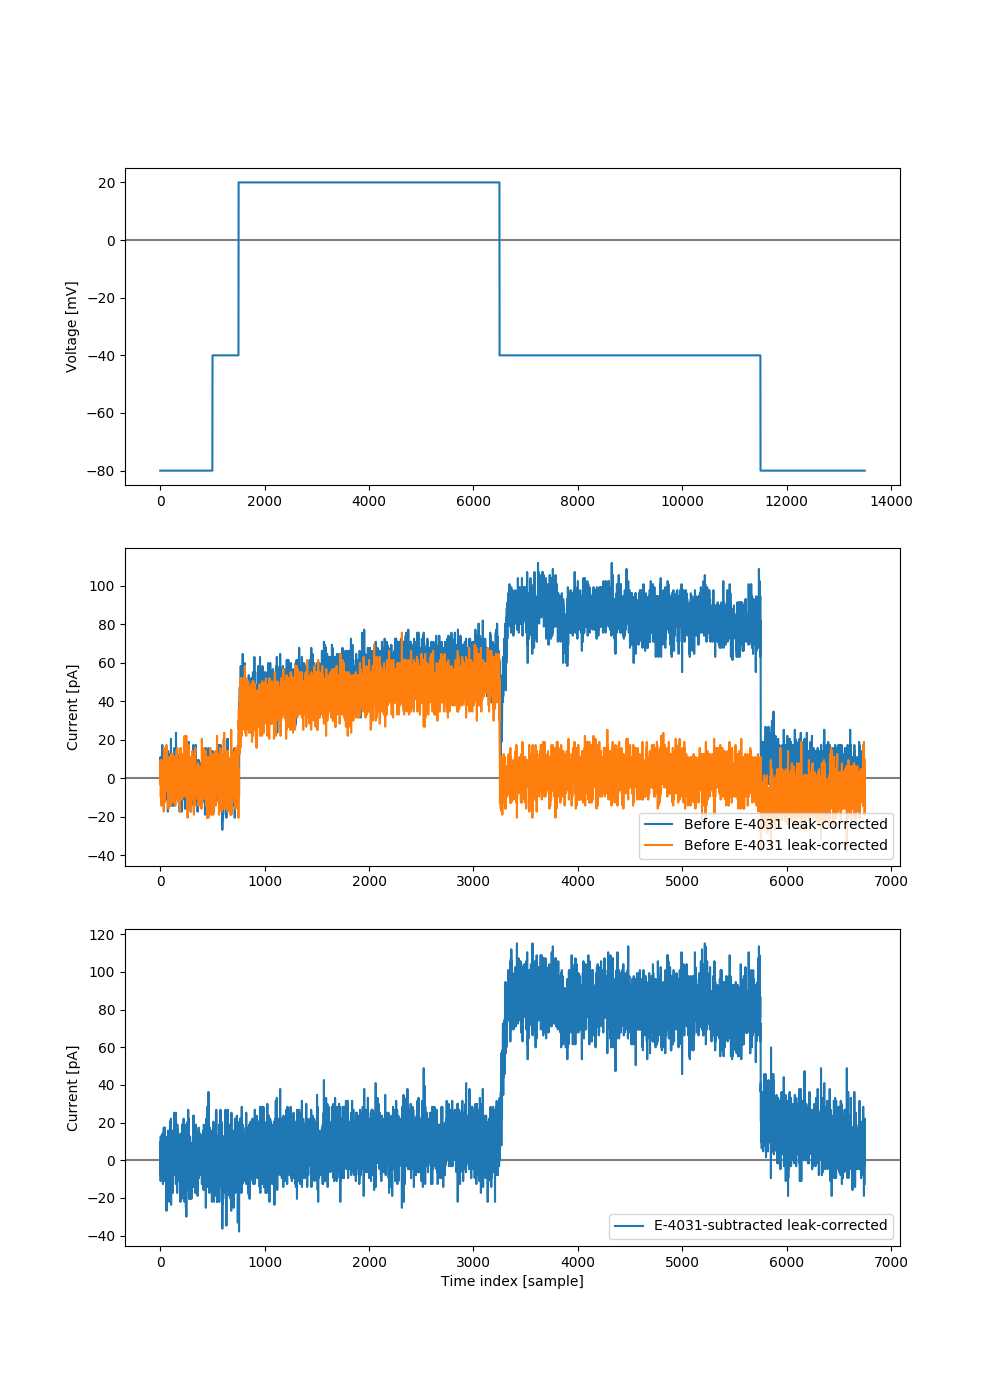 20
0
−20
−40
−60
−80
Voltage [mV]
0 2000 4000 6000 8000 10000 12000 14000
100
80
60
40
20
0
−20
−40
Current [pA]
Before E-4031 leak-corrected
Before E-4031 leak-corrected
0 1000 2000 3000 4000 5000 6000 7000
120
100
80
60
40
20
0
−20
−40
Current [pA]
E-4031-subtracted leak-corrected
0 1000 2000 3000 4000 5000 6000 7000
Time index [sample]